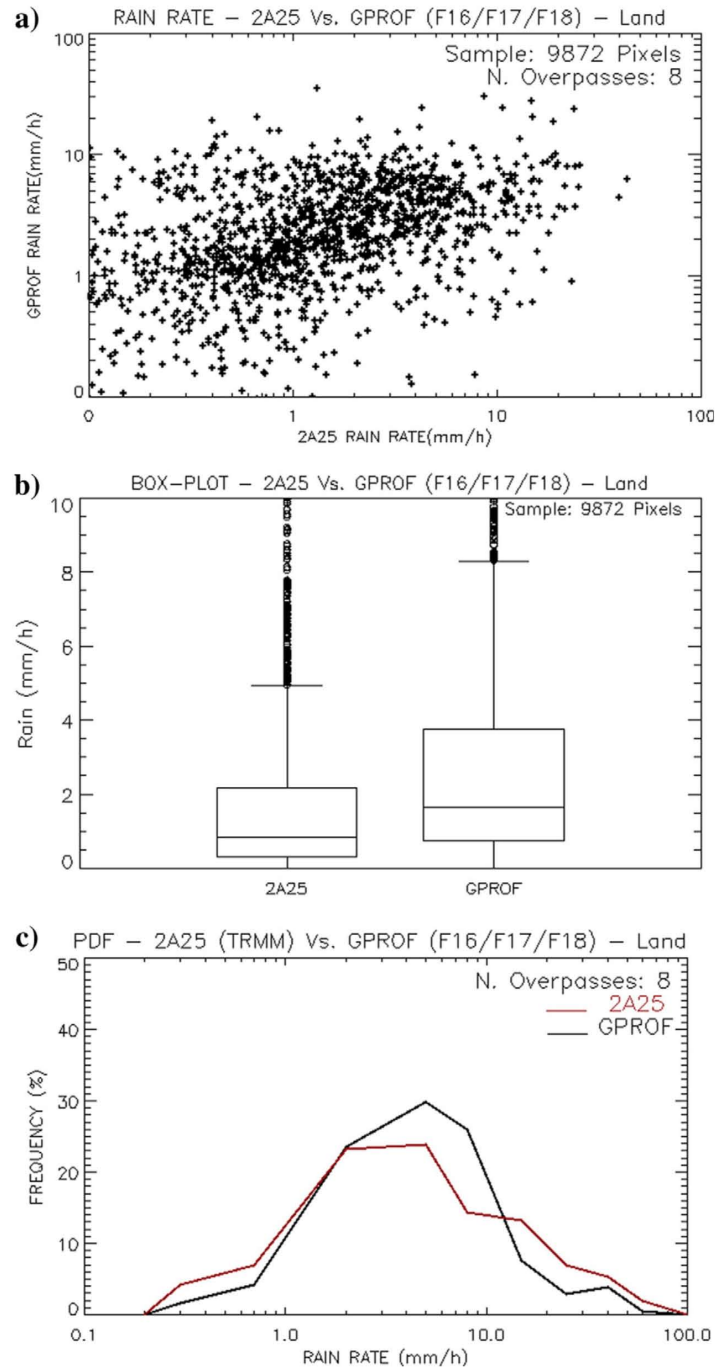 a)
RAIN RATE – 2A25 Vs. GPROF (F16/F17/F18) – Land
Sample: 9872 Pixels
N. Overpasses: 8
GPROF RAIN RATE(mm/h)
100
10
1
0
0 1 10 100
2A25 RAIN RATE(mm/h)
b)
BOX–PLOT – 2A25 Vs. GPROF (F16/F17/F18) – Land
Sample: 9872 Pixels
Rain (mm/h)
10
8
6
4
2
0
2A25 GPROF
c)
PDF – 2A25 (TRMM) Vs. GPROF (F16/F17/F18) – Land
N. Overpasses: 8
2A25
GPROF
FREQUENCY (%)
50
40
30
20
10
0
0.1 1.0 10.0 100.0
RAIN RATE (mm/h)